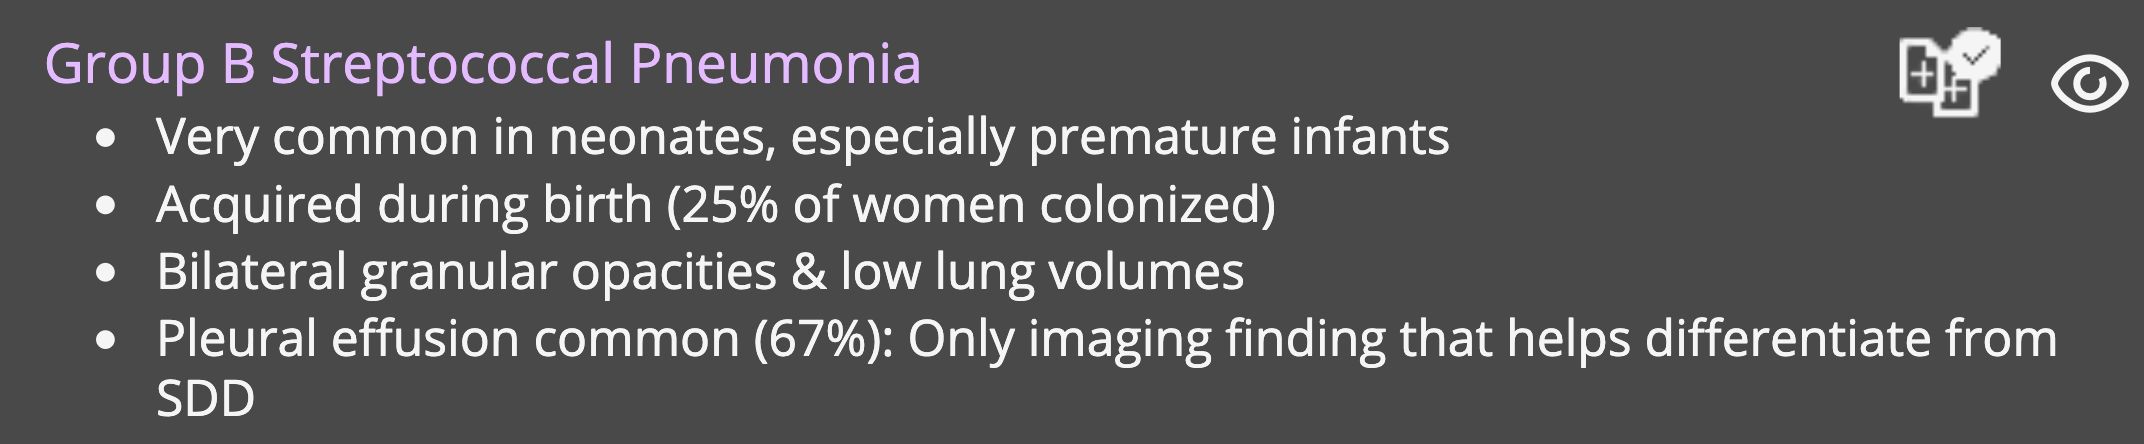 Group B Streptococcal Pneumonia
• Very common in neonates, especially premature infants
• Acquired during birth (25% of women colonized)
• Bilateral granular opacities & low lung volumes
• Pleural effusion common (67%): Only imaging finding that helps differentiate from
SDD